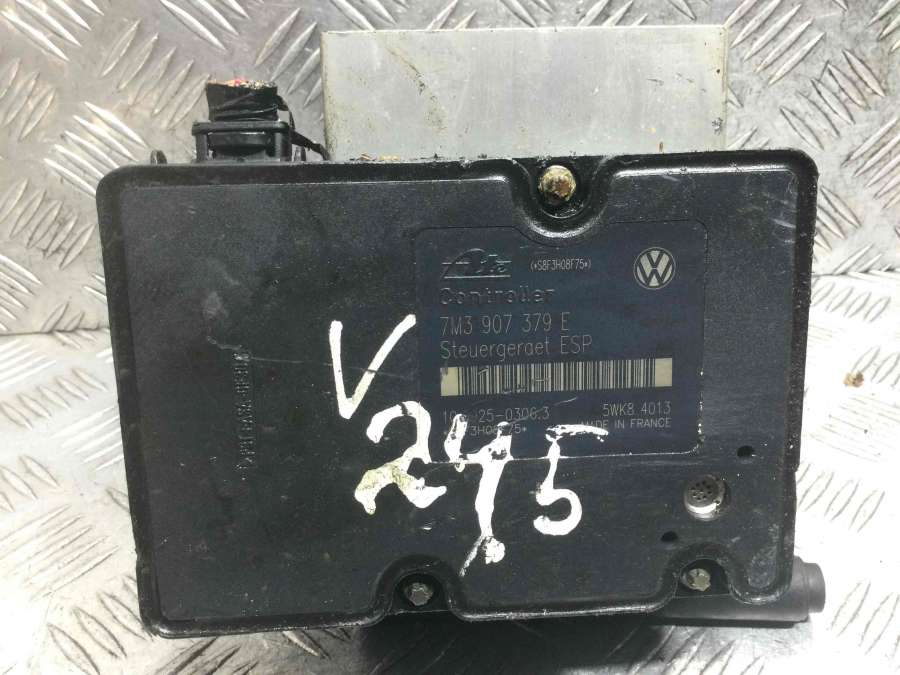 Ate (*S8F3H08F75*)
Controller
7M3 907 379 E
Steuergeraet ESP
5WK8 4013
MADE IN FRANCE
V
245